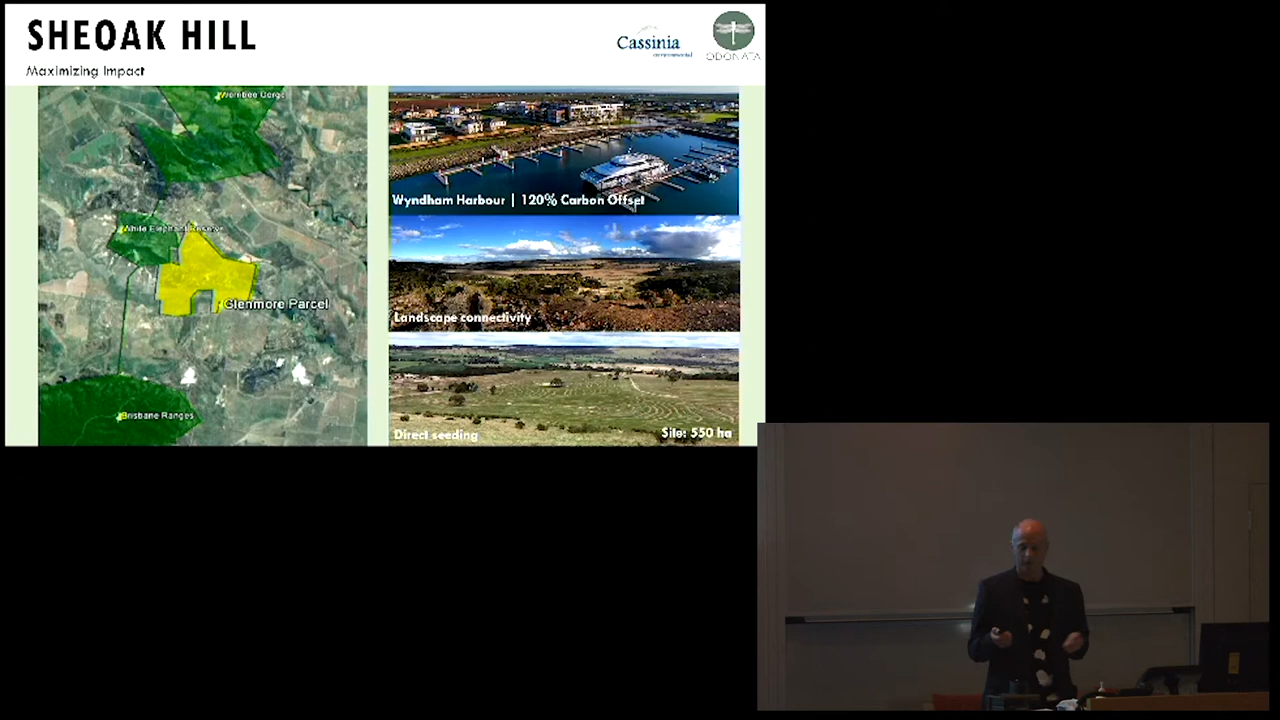 SHEOAK HILL
Maximizing Impact
Cassinia
environmental
ODONATA
Werribee Gorge
White Elephant Reserve
Glenmore Parcel
Brisbane Ranges
Wyndham Harbour | 120% Carbon Offset
Landscape connectivity
Direct seeding
Site: 550 ha